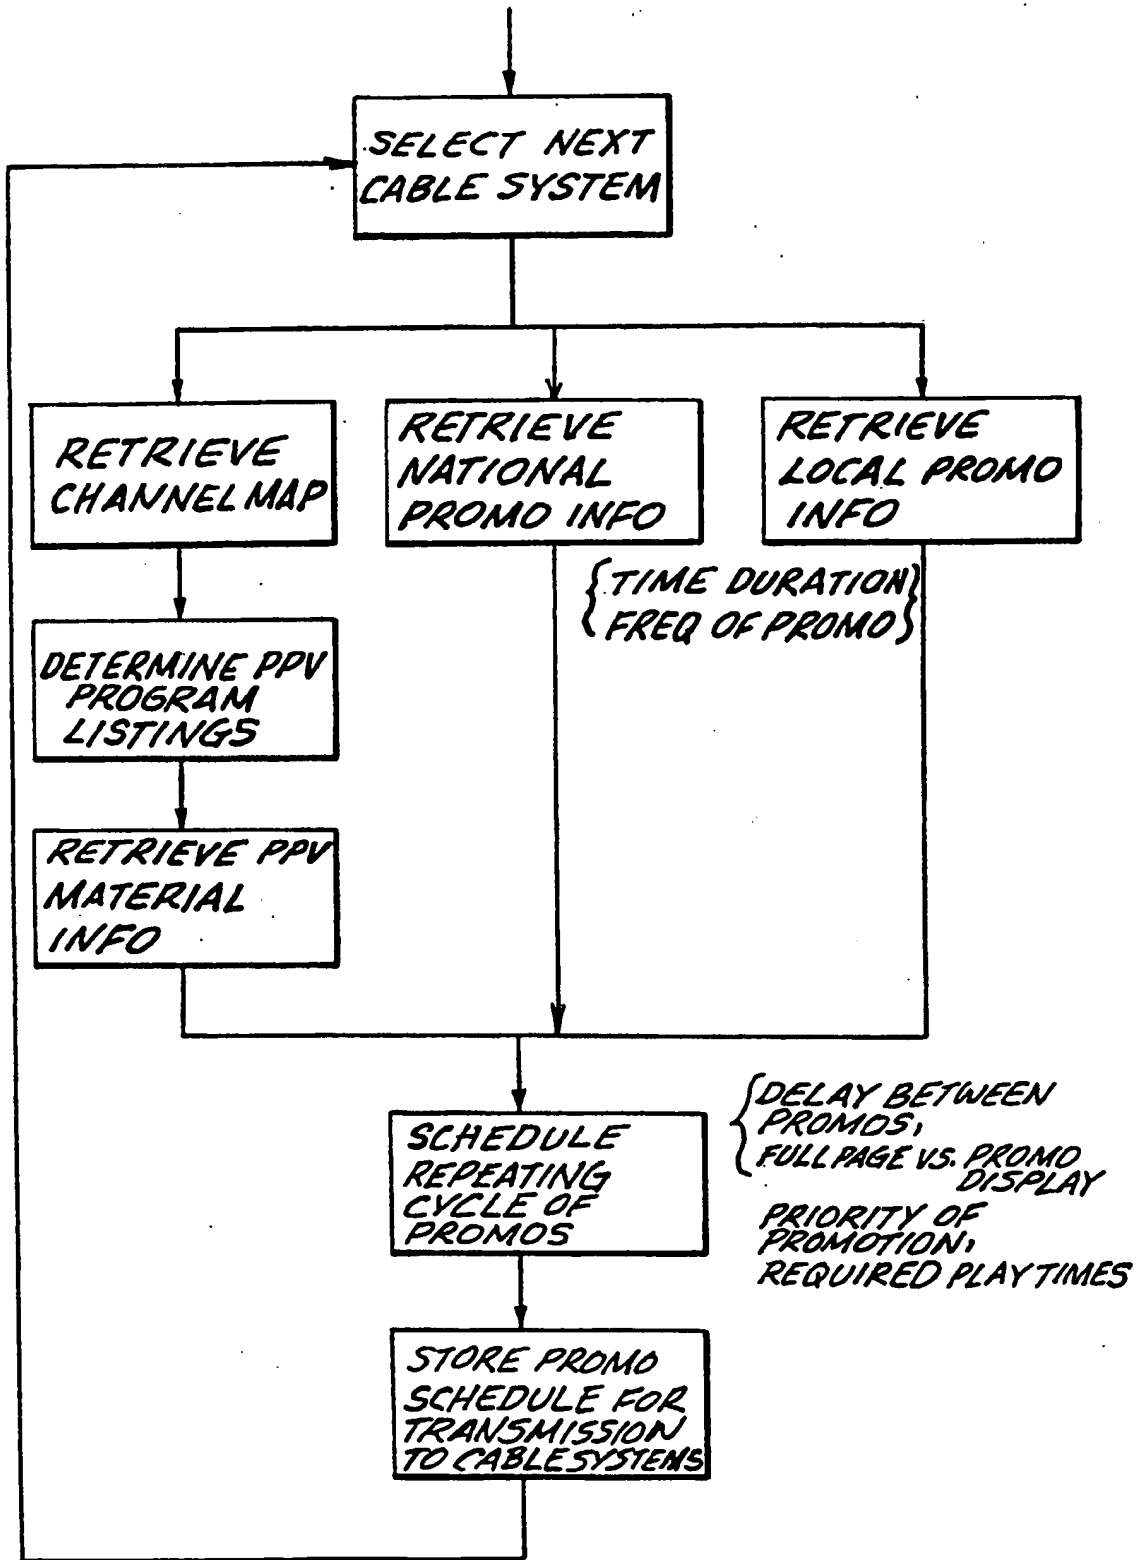 SELECT NEXT
CABLE SYSTEM
RETRIEVE
CHANNEL MAP
RETRIEVE
NATIONAL
PROMO INFO
RETRIEVE
LOCAL PROMO
INFO
{TIME DURATION}
{FREQ OF PROMO}
DETERMINE PPV
PROGRAM
LISTINGS
RETRIEVE PPV
MATERIAL
INFO
SCHEDULE
REPEATING
CYCLE OF
PROMOS
{DELAY BETWEEN
PROMOS,
FULL PAGE VS. PROMO
DISPLAY
PRIORITY OF
PROMOTION,
REQUIRED PLAY TIMES
STORE PROMO
SCHEDULE FOR
TRANSMISSION
TO CABLE SYSTEMS